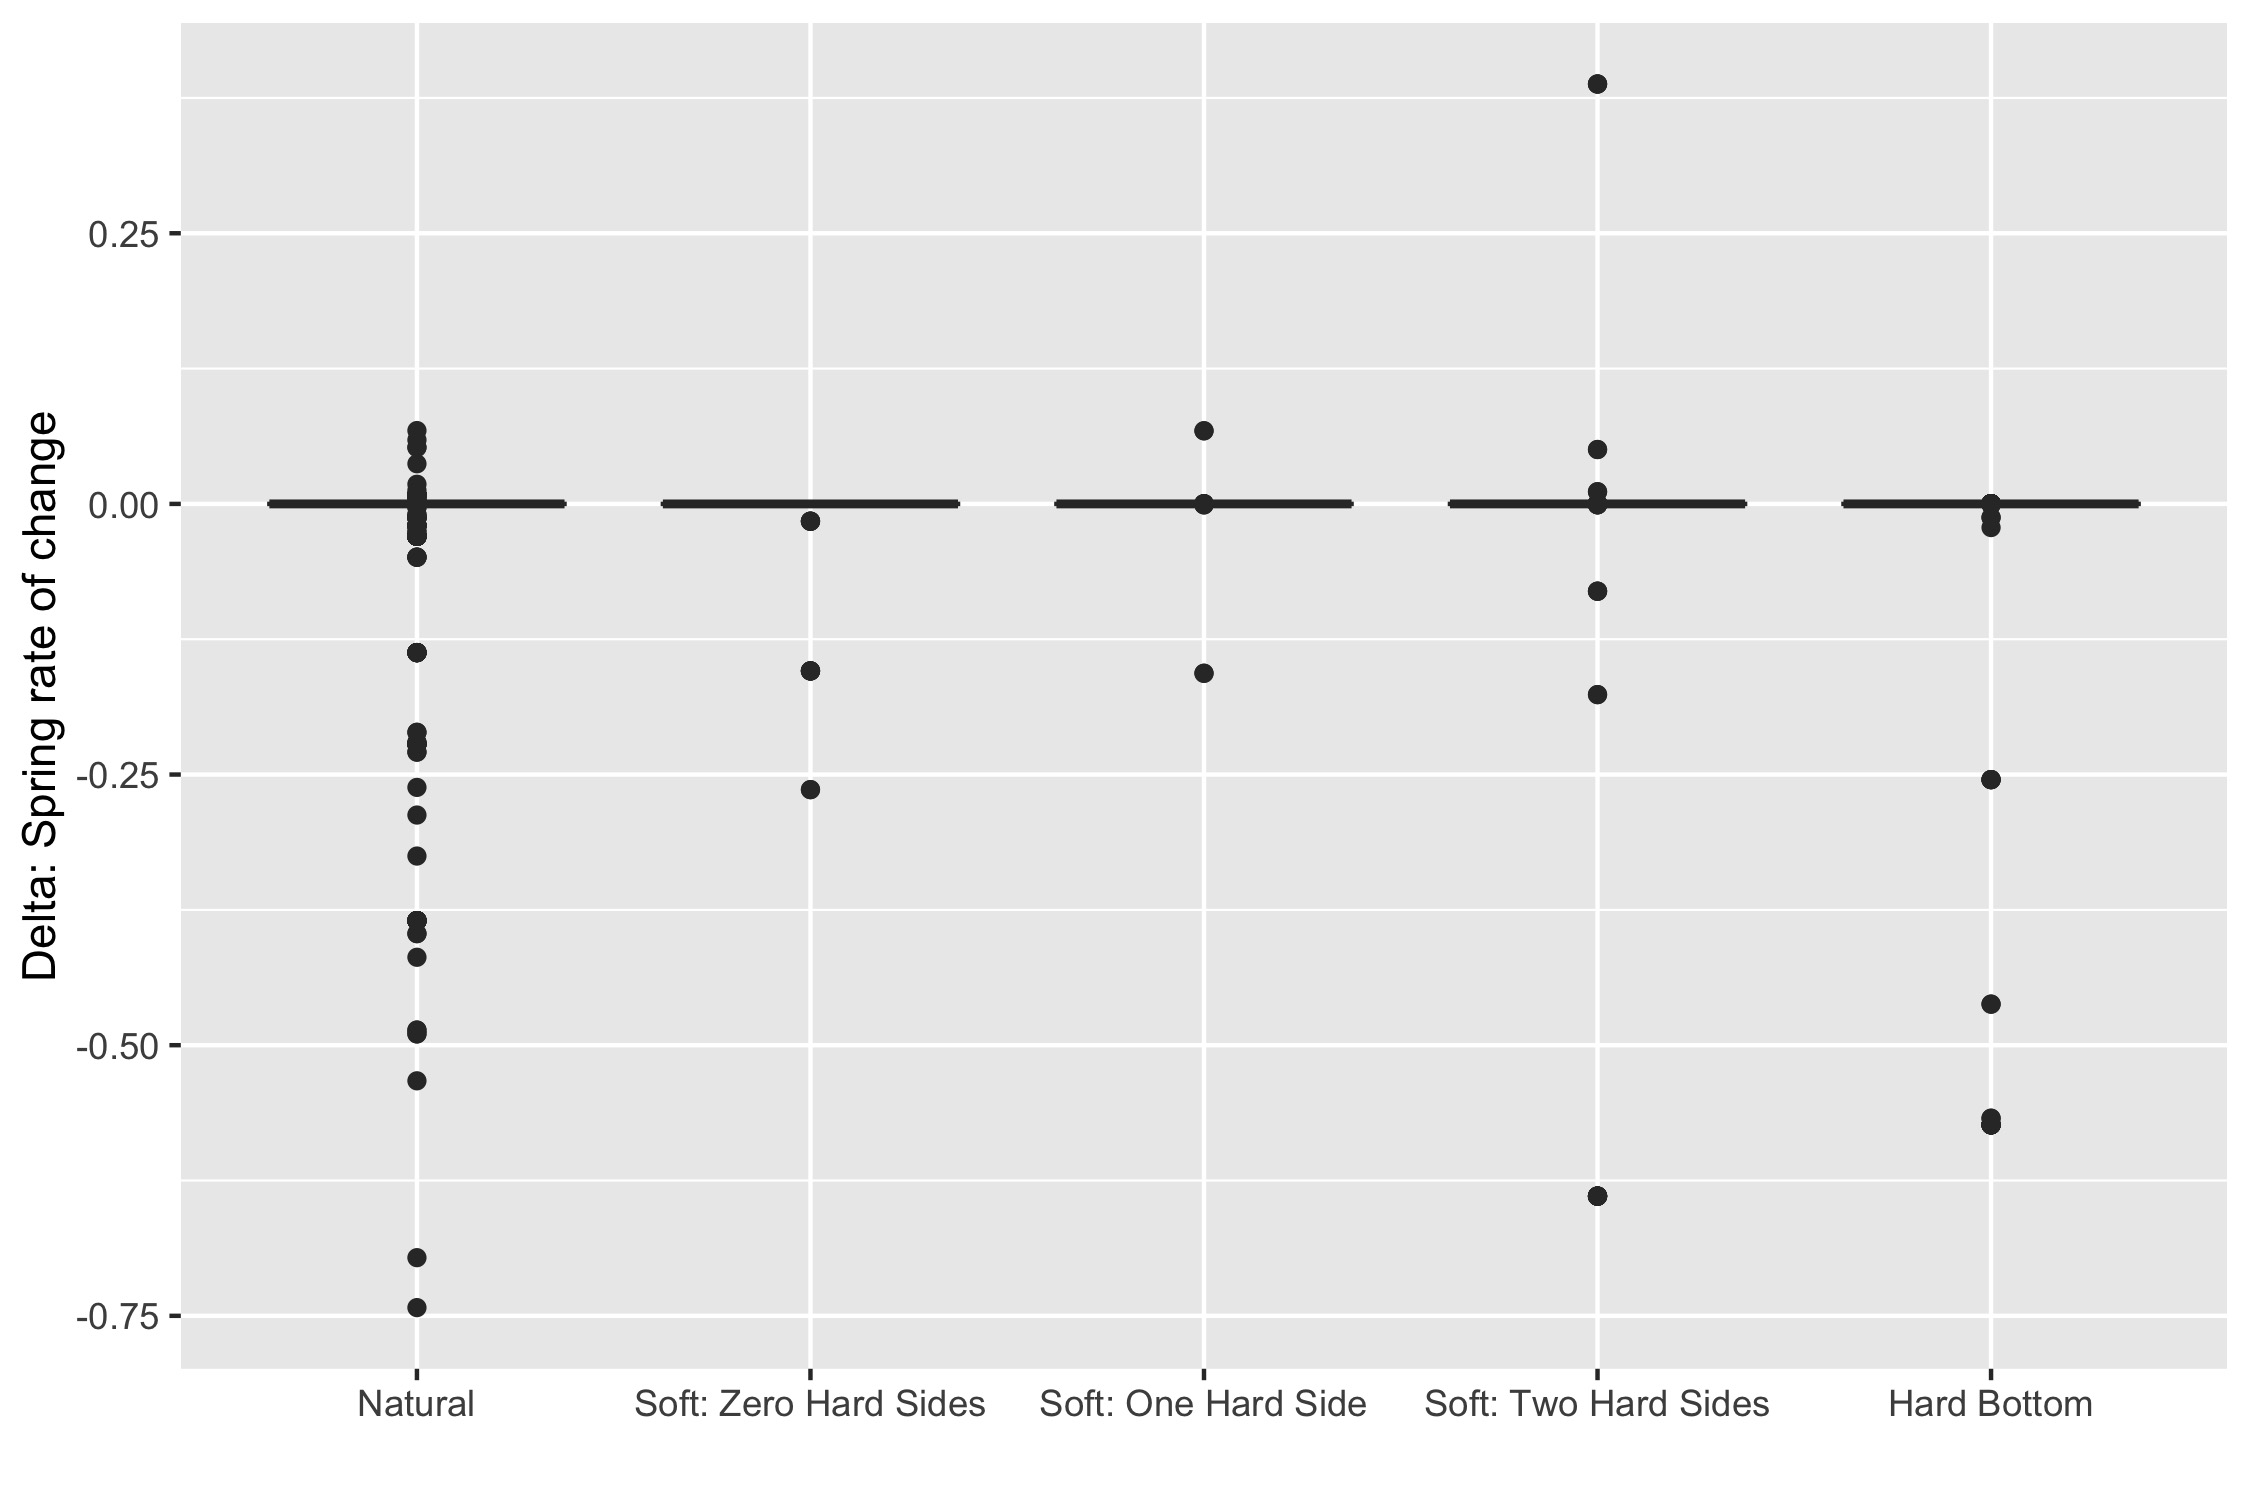 Delta: Spring rate of change
0.25
0.00
-0.25
-0.50
-0.75
Natural
Soft: Zero Hard Sides
Soft: One Hard Side
Soft: Two Hard Sides
Hard Bottom